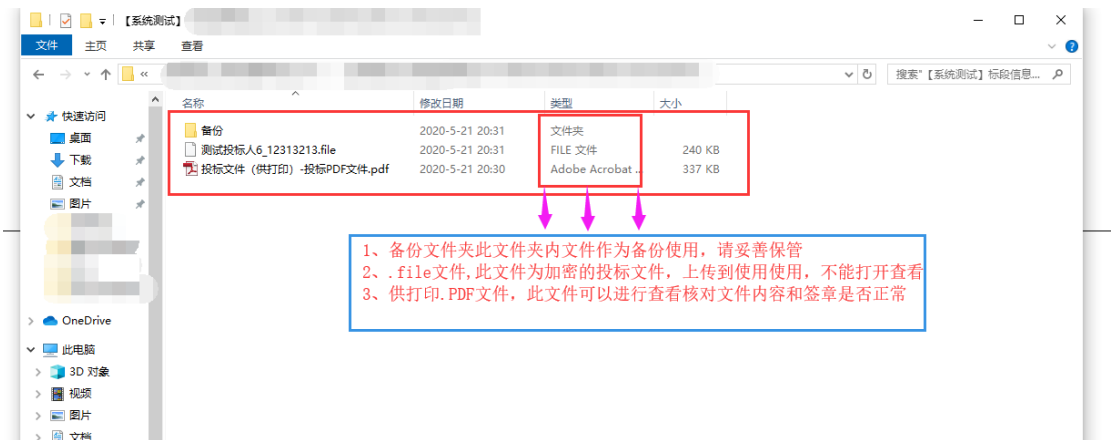 【系统测试】
文件 主页 共享 查看
搜索"【系统测试】标段信息...
名称 修改日期 类型 大小
快速访问
桌面
下载
文档
图片
OneDrive
此电脑
3D 对象
视频
图片
文档
备份 2020-5-21 20:31 文件夹
测试投标人6_12313213.file 2020-5-21 20:31 FILE 文件 240 KB
投标文件（供打印）-投标PDF文件.pdf 2020-5-21 20:30 Adobe Acrobat ... 337 KB
1、备份文件夹此文件夹内文件作为备份使用，请妥善保管
2、.file文件,此文件为加密的投标文件，上传到使用使用，不能打开查看
3、供打印.PDF文件，此文件可以进行查看核对文件内容和签章是否正常